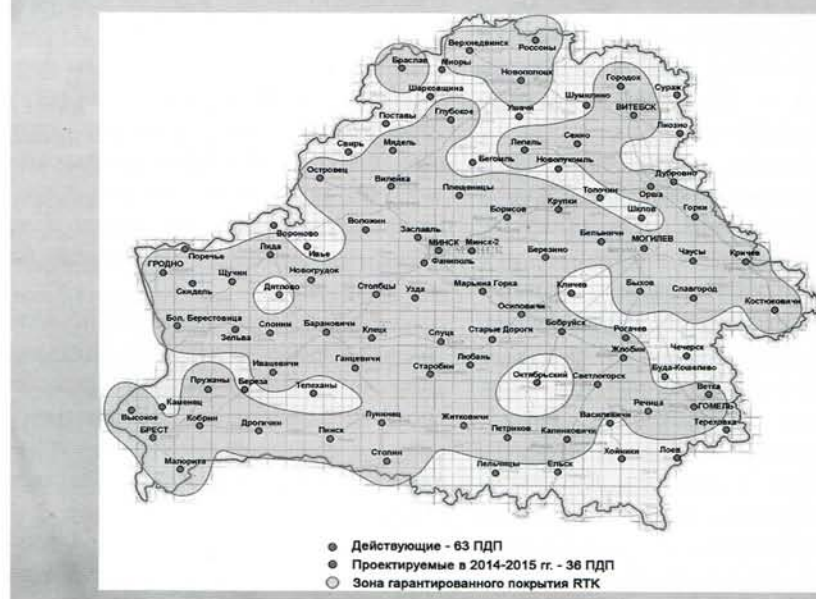 Верхнедвинск
Россоны
Браслав
Миоры
Новополоцк
Городок
Шарковщина
Сураж
Шумилино
Поставы
Глубокое
Ушачи
ВИТЕБСК
Лиозно
Свирь
Мядель
Лепель
Сенно
Бегомль
Новолукомль
Островец
Вилейка
Дубровно
Орша
Плещеницы
Толочин
Борисов
Крупки
Шклов
Горки
Воложин
Заславль
Вороново
Ивье
МИНСК
Минск-2
Белыничи
МОГИЛЕВ
Поречье
Лида
Фаниполь
Березино
Чаусы
Кричев
ГРОДНО
Щучин
Новогрудок
Скидель
Дятлово
Столбцы
Узда
Марьина Горка
Кличев
Быхов
Славгород
Костюковичи
Осиповичи
Бол. Берестовица
Зельва
Слоним
Барановичи
Клецк
Слуцк
Старые Дороги
Бобруйск
Рогачев
Жлобин
Чечерск
Ивацевичи
Ганцевичи
Старобин
Любань
Буда-Кошелево
Пружаны
Береза
Телеханы
Октябрьский
Светлогорск
Ветка
Каменец
Высокое
БРЕСТ
Кобрин
Дрогичин
Пинск
Лунинец
Житковичи
Петриков
Василевичи
Речица
ГОМЕЛЬ
Тереховка
Калинковичи
Малорита
Столин
Лельчицы
Ельск
Хойники
Лоев
Действующие - 63 ПДП
Проектируемые в 2014-2015 гг. - 36 ПДП
Зона гарантированного покрытия RTK